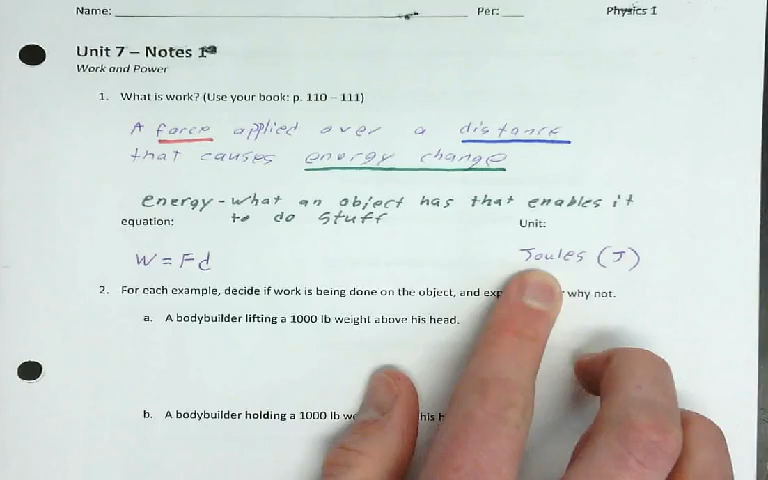 Name: Per: Physics 1
Unit 7 – Notes 1
Work and Power
1. What is work? (Use your book: p. 110 – 111)
A force applied over a distance
that causes energy change
energy - what an object has that enables it
to do stuff
equation: Unit:
W = Fd Joules (J)
2. For each example, decide if work is being done on the object, and why not.
a. A bodybuilder lifting a 1000 lb weight above his head.
b. A bodybuilder holding a 1000 lb his